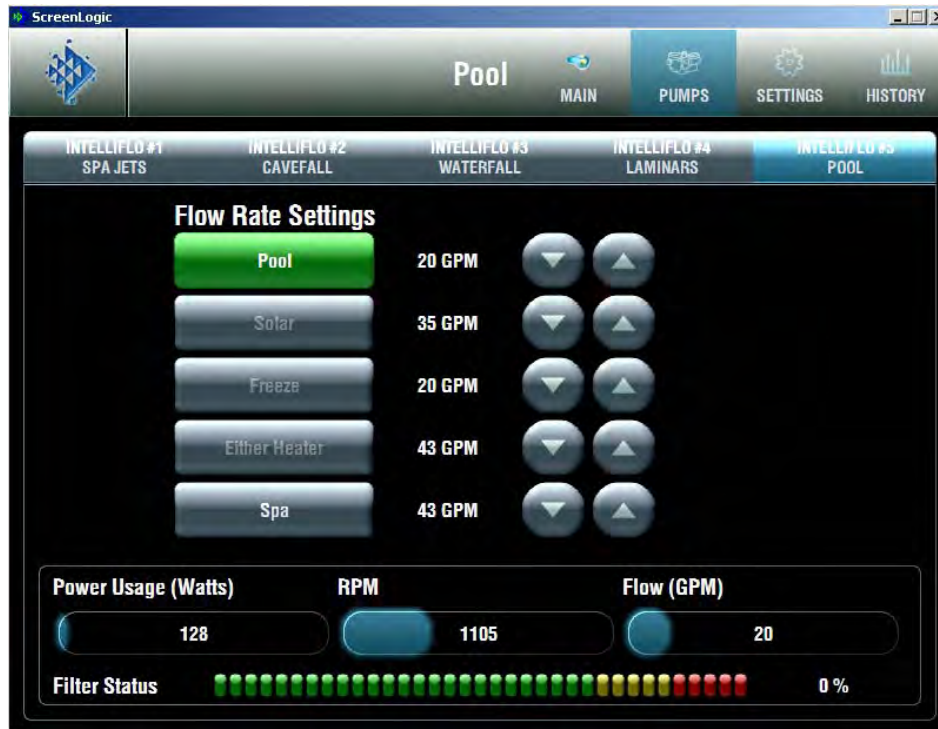 ScreenLogic
Pool
MAIN
PUMPS
SETTINGS
HISTORY
INTELLIFLO #1
SPA JETS
INTELLIFLO #2
CAVEFALL
INTELLIFLO #3
WATERFALL
INTELLIFLO #4
LAMINARS
INTELLIFLO #5
POOL
Flow Rate Settings
Pool 20 GPM
Solar 35 GPM
Freeze 20 GPM
Either Heater 43 GPM
Spa 43 GPM
Power Usage (Watts) RPM Flow (GPM)
128 1105 20
Filter Status 0 %